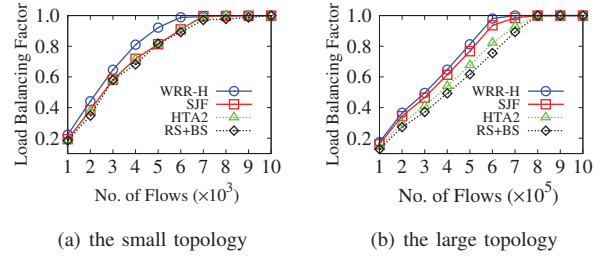 Load Balancing Factor
1.0
0.8
0.6
0.4
0.2
WRR-H
SJF
HTA2
RS+BS
1 2 3 4 5 6 7 8 9 10
No. of Flows (×10³)
(a) the small topology
Load Balancing Factor
1.0
0.8
0.6
0.4
0.2
WRR-H
SJF
HTA2
RS+BS
1 2 3 4 5 6 7 8 9 10
No. of Flows (×10⁵)
(b) the large topology